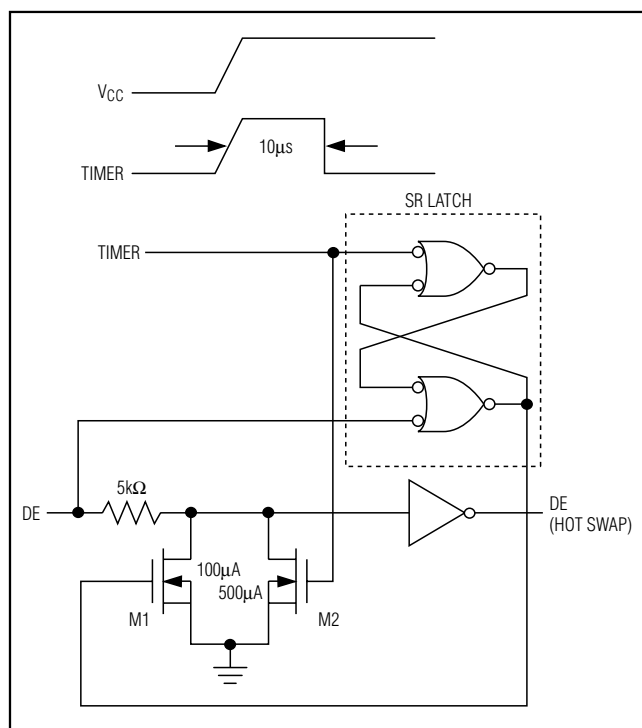 VCC
TIMER
10µs
SR LATCH
TIMER
DE
5kΩ
DE
(HOT SWAP)
100µA
500µA
M1
M2